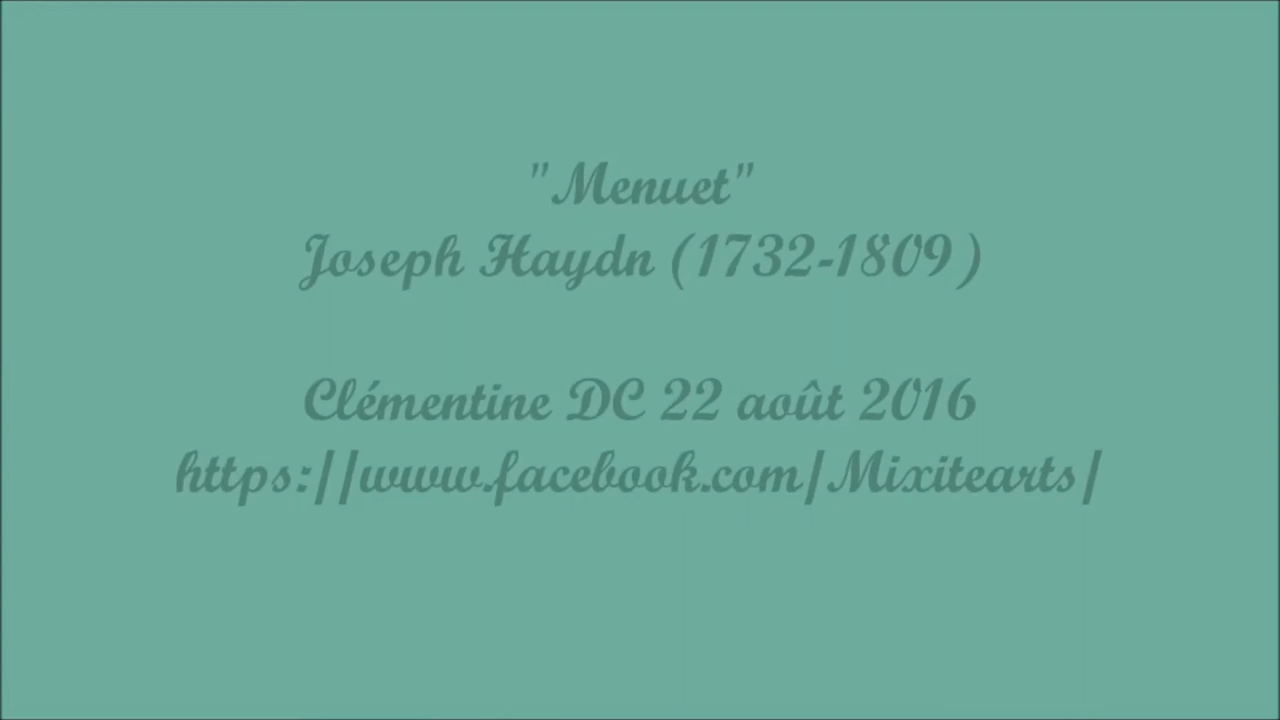 "Menuet"
Joseph Haydn (1732-1809)
Clémentine DC 22 août 2016
https://www.facebook.com/Mixitearts/